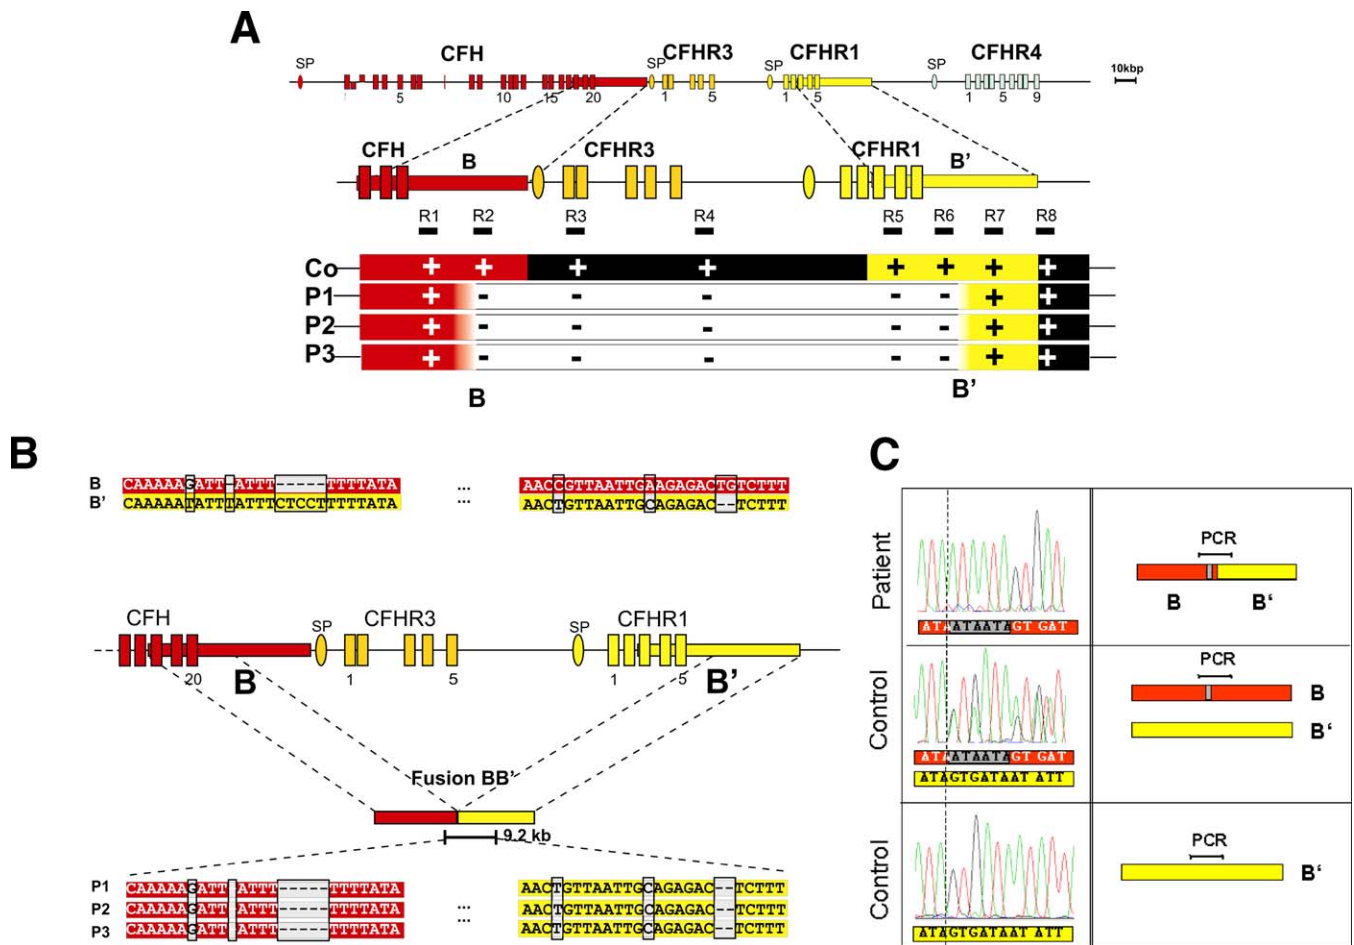 A
CFH CFHR3 CFHR1 CFHR4
SP SP SP SP
10kbp
5 10 15 20 1 5 1 5 1 5 9
CFH B CFHR3 CFHR1 B’
R1 R2 R3 R4 R5 R6 R7 R8
Co + + + + + + + +
P1 + - - - - - + +
P2 + - - - - - + +
P3 + - - - - - + +
B B’
B
B CAAAAAGATT-ATTT-----TTTTATA ... AACCGTTAATTGAAGAGACTGTCTTT
B’ CAAAAATATTTATTTCTCCTTTTTATA ... AACTGTTAATTGCAGAGAC--TCTTT
CFH SP CFHR3 SP CFHR1
20 B 1 5 1 5 B’
Fusion BB’
9.2 kb
P1 CAAAAAGATT ATTT-----TTTTATA AACTGTTAATTGCAGAGAC--TCTTT
P2 CAAAAAGATT ATTT-----TTTTATA ... AACTGTTAATTGCAGAGAC--TCTTT
P3 CAAAAAGATT ATTT-----TTTTATA ... AACTGTTAATTGCAGAGAC--TCTTT
C
Patient
ATAATAATAGT GAT
PCR
B B‘
Control
ATAATAATAGT GAT
ATAGTGATAAT ATT
PCR
B
B‘
Control
ATAGTGATAAT ATT
PCR
B‘